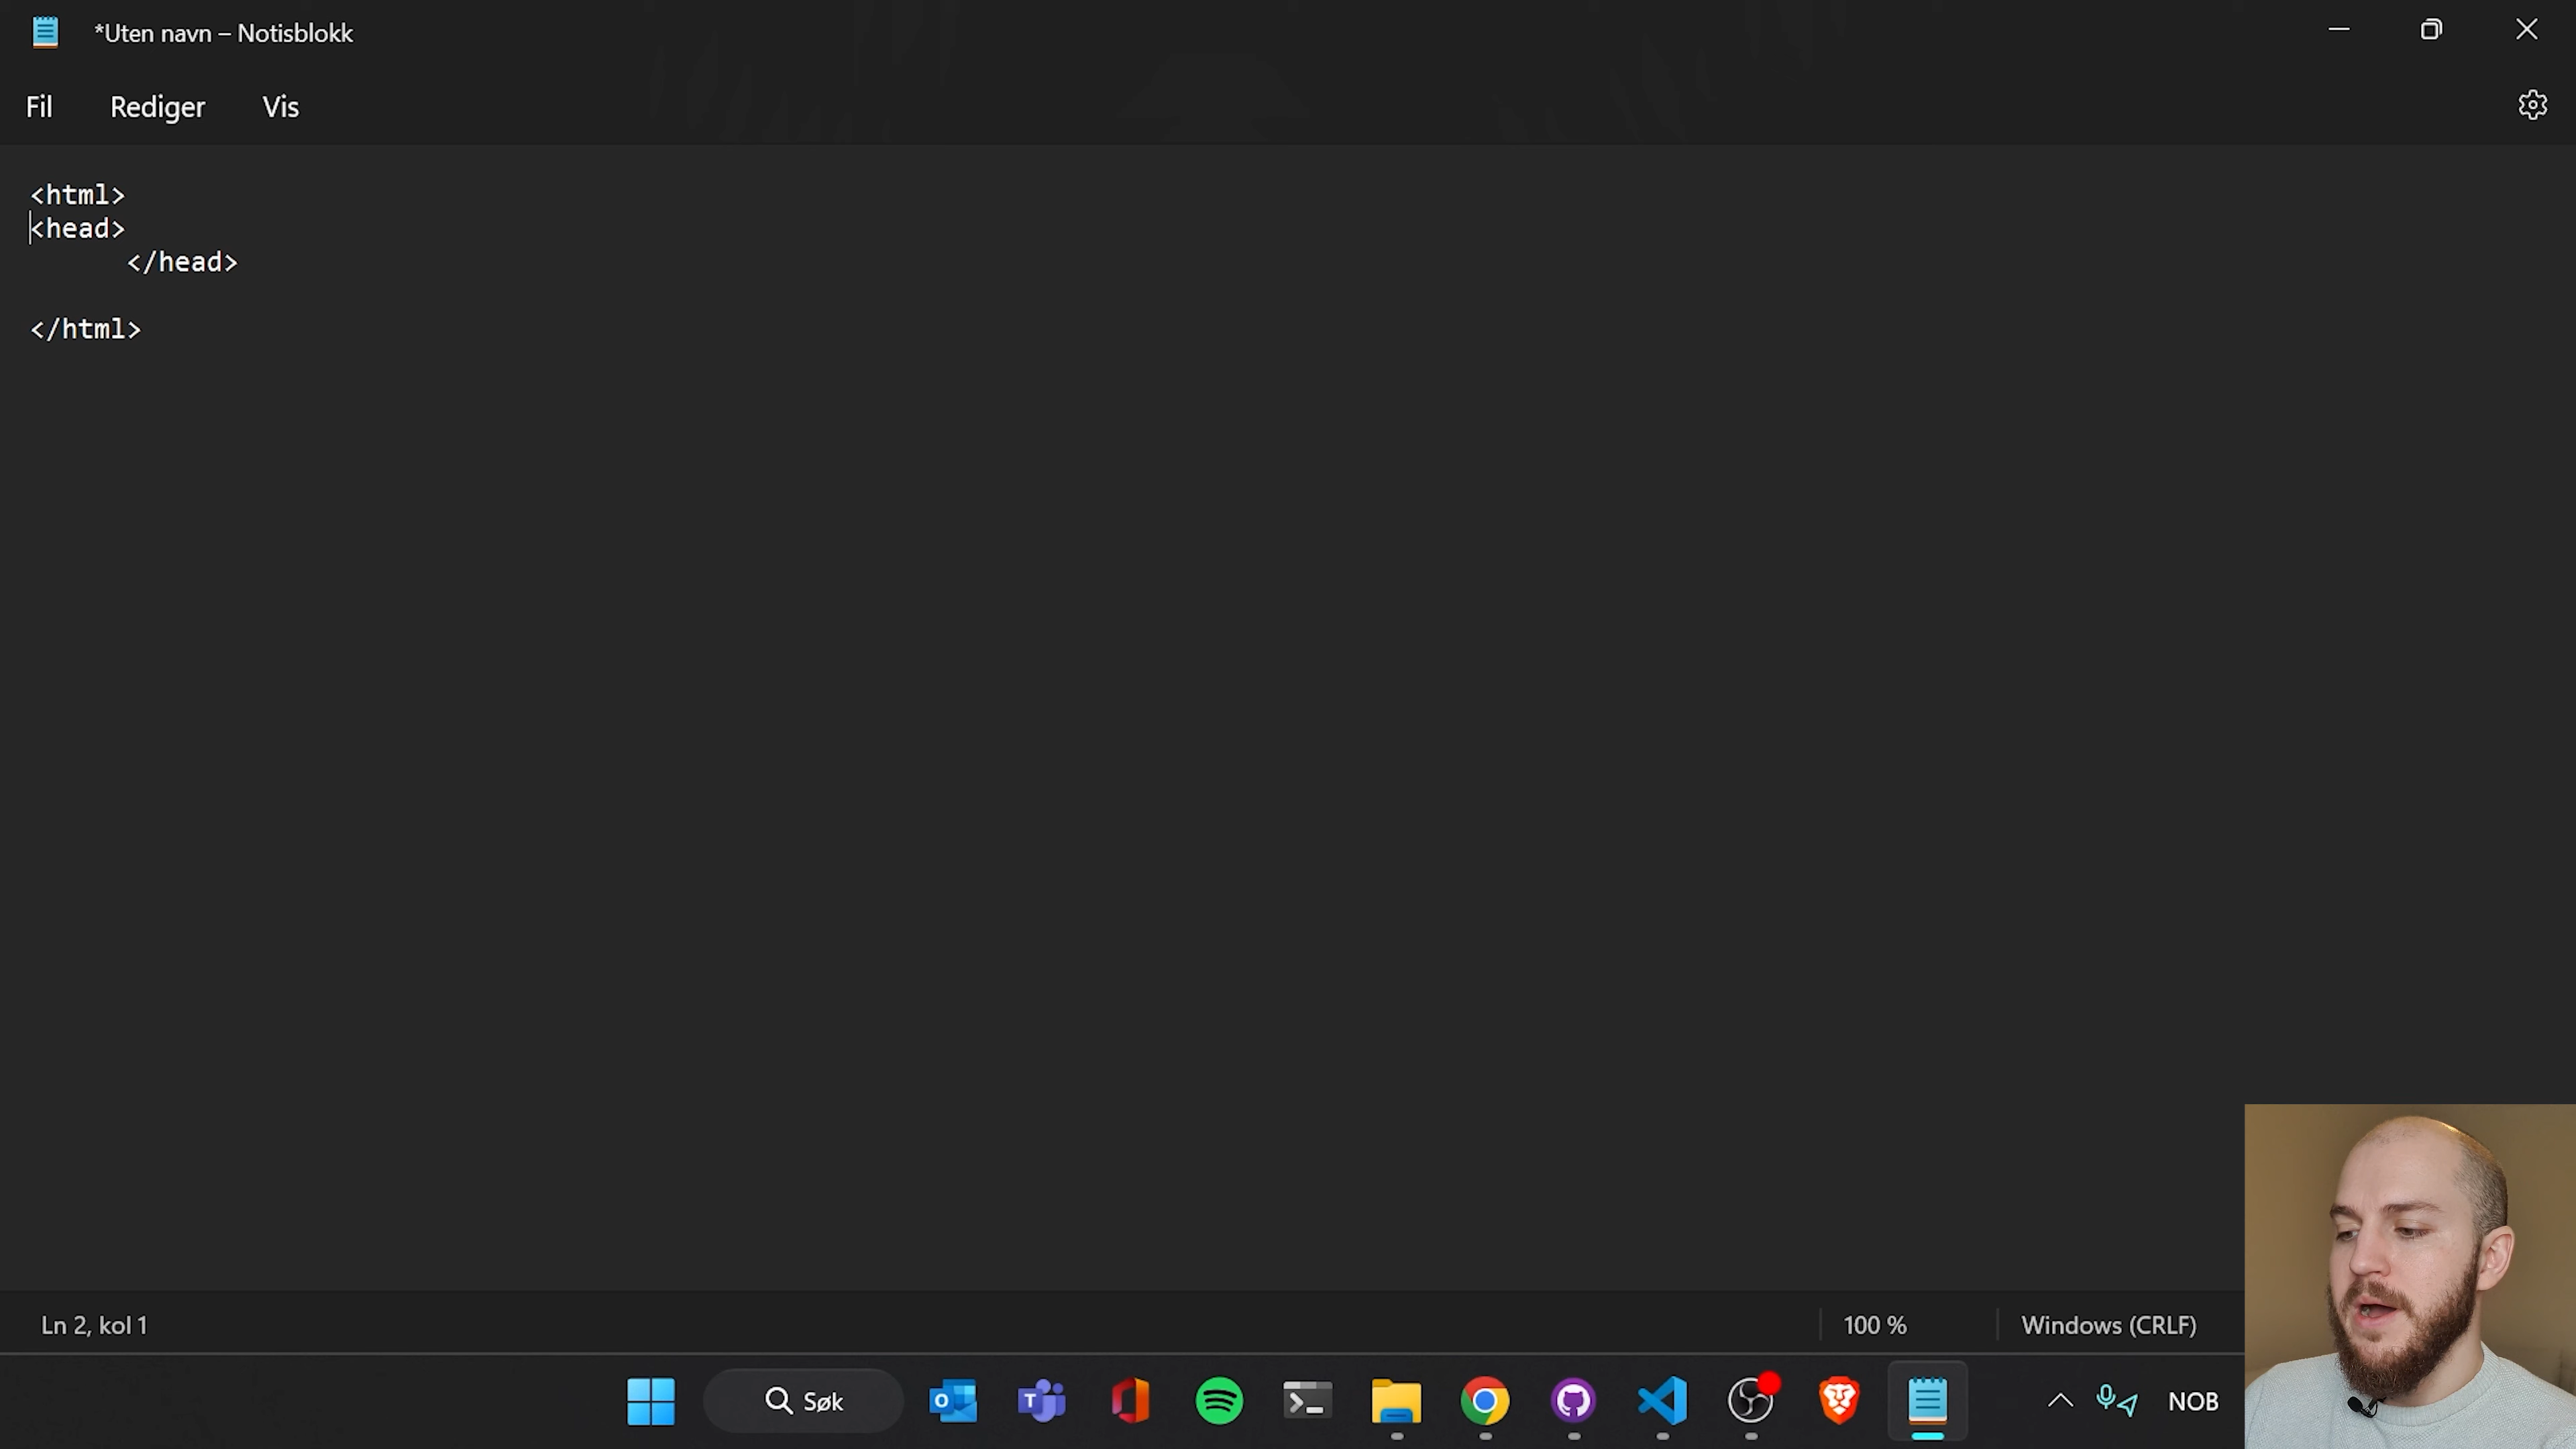 *Uten navn – Notisblokk
Fil Rediger Vis
<html>
<head>
</head>
</html>
Ln 2, kol 1 100 % Windows (CRLF)
Søk NOB